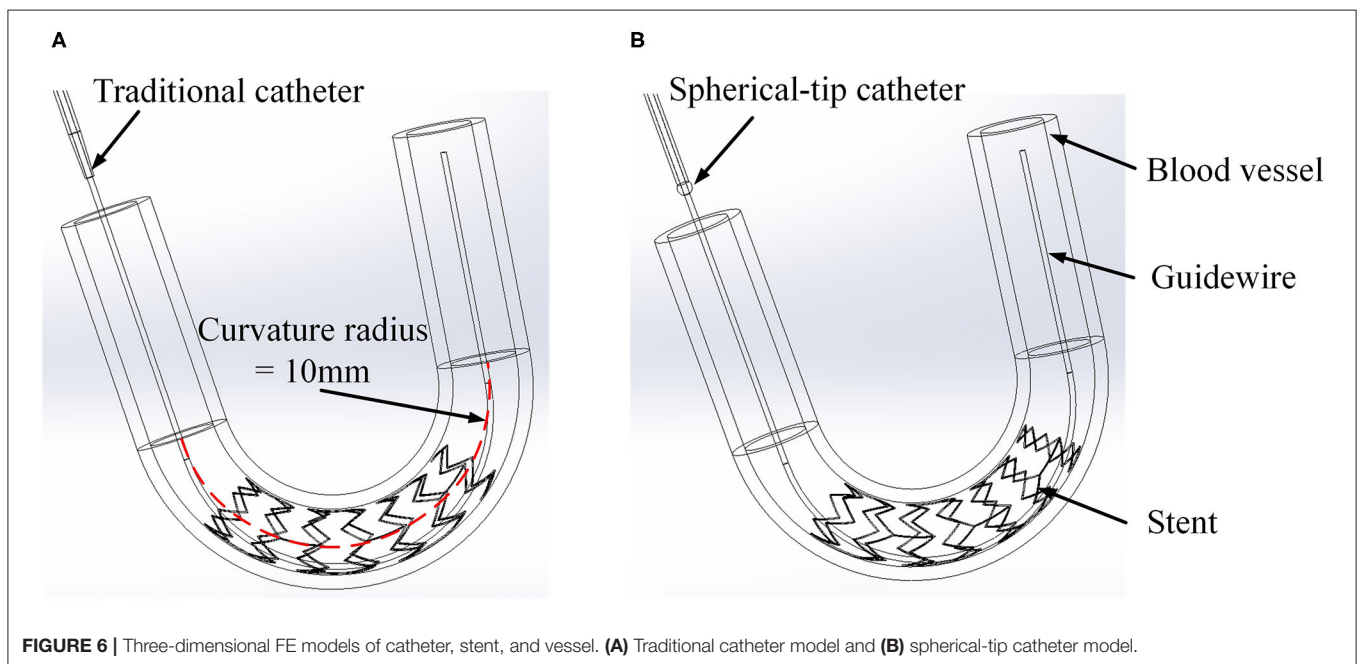 A
Traditional catheter
Curvature radius
= 10mm
B
Spherical-tip catheter
Blood vessel
Guidewire
Stent
FIGURE 6 | Three-dimensional FE models of catheter, stent, and vessel. (A) Traditional catheter model and (B) spherical-tip catheter model.